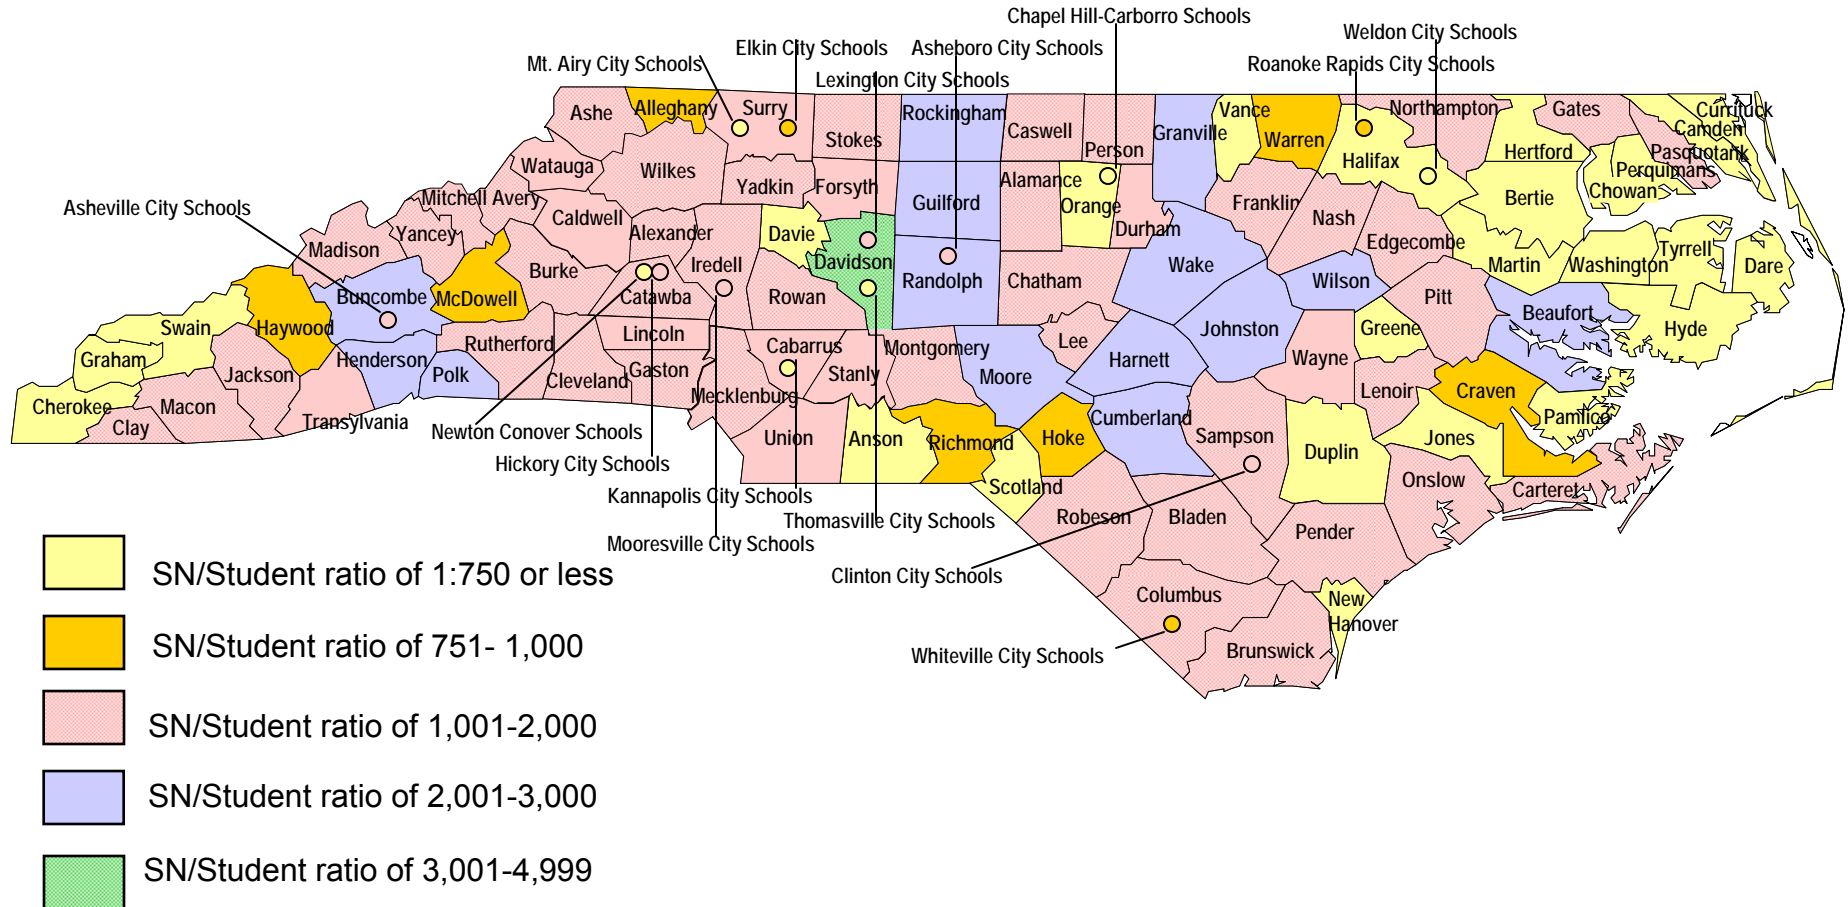 Chapel Hill-Carborro Schools
Weldon City Schools
Elkin City Schools
Asheboro City Schools
Mt. Airy City Schools
Roanoke Rapids City Schools
Lexington City Schools
Ashe
Alleghany
Surry
Stokes
Rockingham
Caswell
Person
Granville
Vance
Warren
Northampton
Gates
Currituck
Camden
Pasquotank
Perquimans
Chowan
Hertford
Halifax
Bertie
Watauga
Wilkes
Yadkin
Forsyth
Guilford
Alamance
Orange
Durham
Franklin
Nash
Edgecombe
Martin
Washington
Tyrrell
Dare
Asheville City Schools
Mitchell
Avery
Caldwell
Alexander
Davie
Davidson
Randolph
Chatham
Wake
Wilson
Pitt
Beaufort
Hyde
Madison
Yancey
Burke
Iredell
Catawba
Rowan
McDowell
Buncombe
Haywood
Swain
Graham
Cherokee
Macon
Clay
Jackson
Transylvania
Henderson
Polk
Rutherford
Cleveland
Lincoln
Gaston
Mecklenburg
Cabarrus
Stanly
Montgomery
Moore
Lee
Harnett
Johnston
Wayne
Greene
Lenoir
Craven
Pamlico
Jones
Carteret
Onslow
Duplin
Sampson
Cumberland
Hoke
Richmond
Scotland
Anson
Union
Robeson
Bladen
Pender
Columbus
Brunswick
New
Hanover
Newton Conover Schools
Hickory City Schools
Kannapolis City Schools
Thomasville City Schools
Mooresville City Schools
Clinton City Schools
Whiteville City Schools
SN/Student ratio of 1:750 or less
SN/Student ratio of 751- 1,000
SN/Student ratio of 1,001-2,000
SN/Student ratio of 2,001-3,000
SN/Student ratio of 3,001-4,999